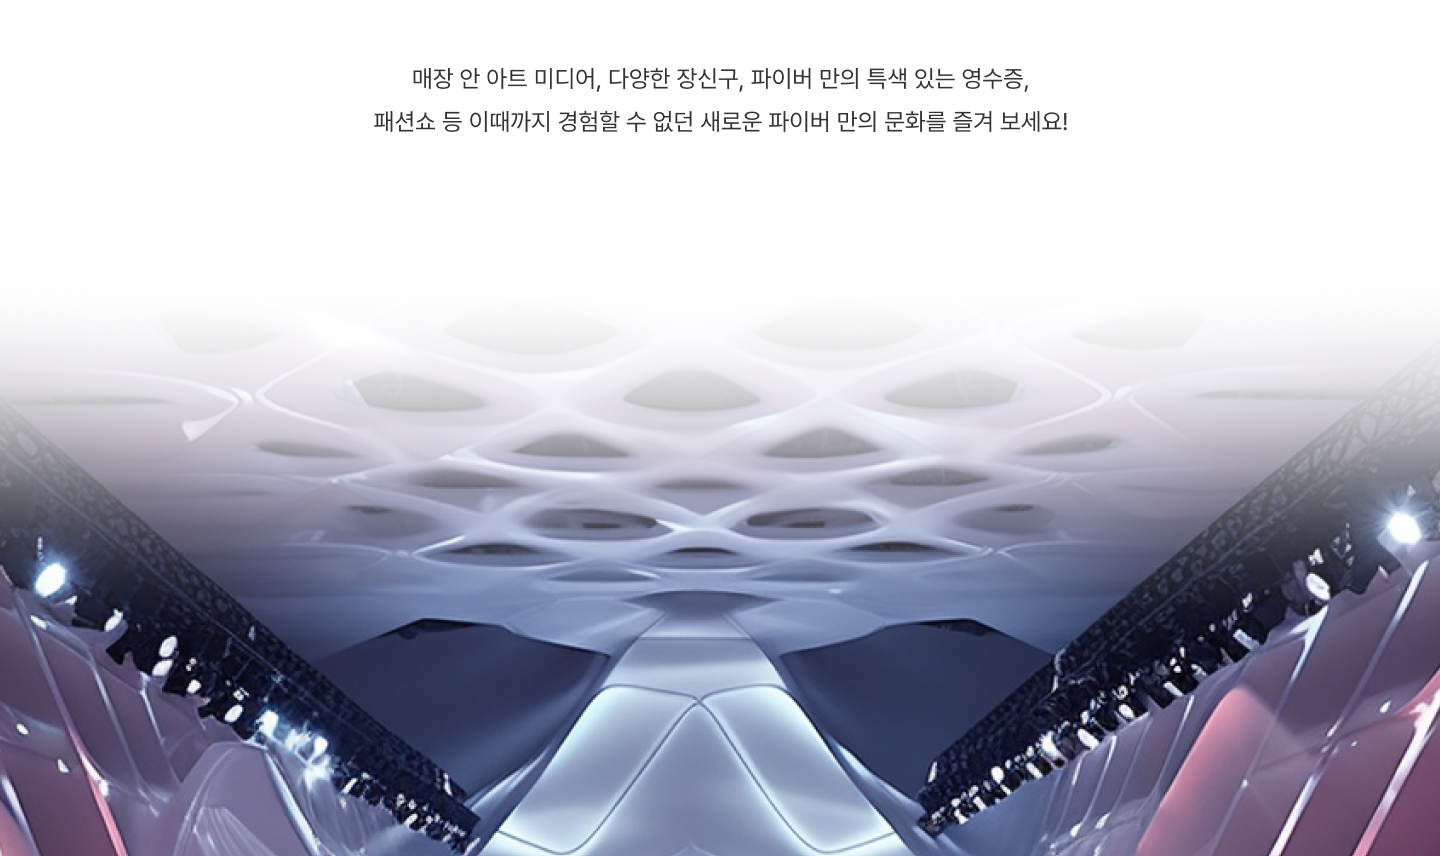 매장 안 아트 미디어, 다양한 장신구, 파이버 만의 특색 있는 영수증,
패션쇼 등 이때까지 경험할 수 없던 새로운 파이버 만의 문화를 즐겨 보세요!